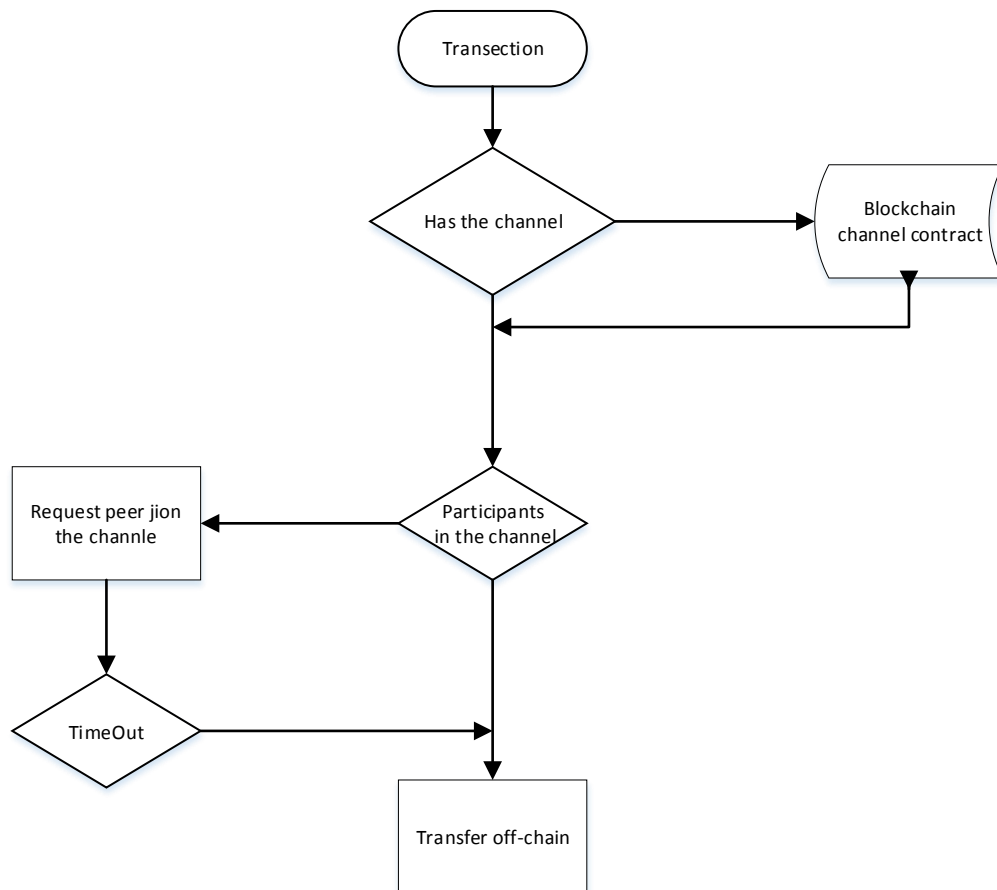 Transection
Has the channel
Blockchain
channel contract
Participants
in the channel
Request peer jion
the channle
TimeOut
Transfer off-chain